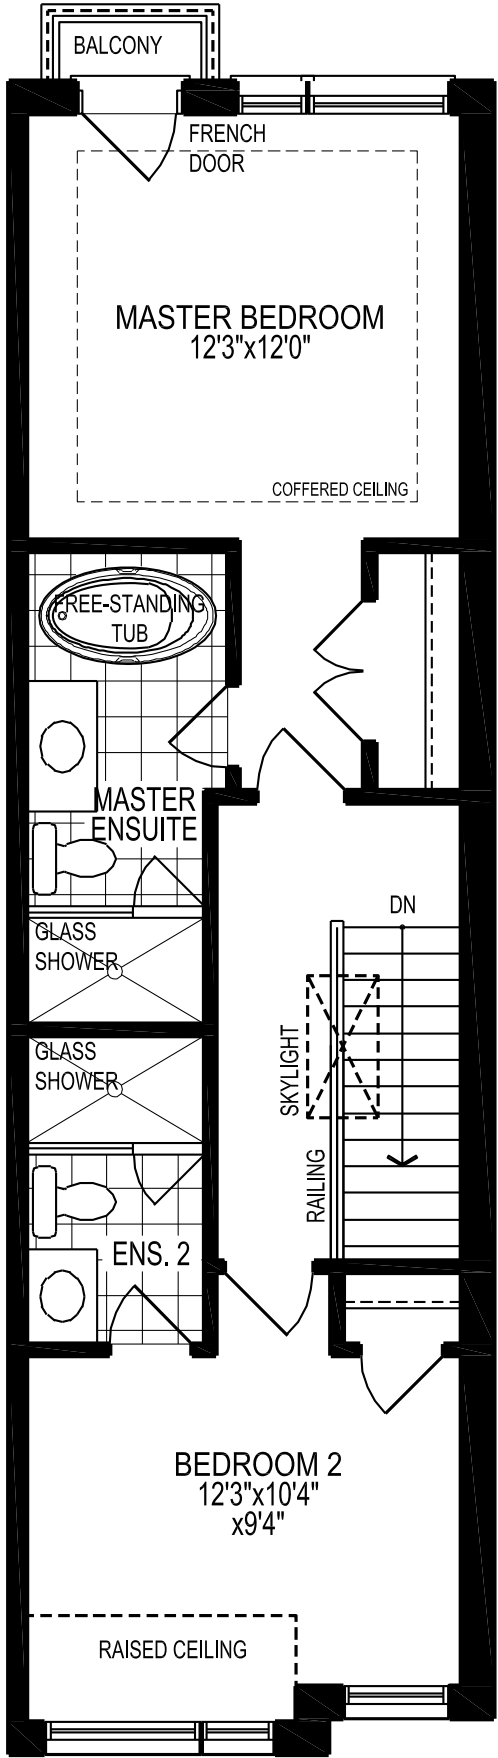 BALCONY
FRENCH
DOOR
MASTER BEDROOM
12'3"x12'0"
COFFERED CEILING
FREE-STANDING
TUB
MASTER
ENSUITE
DN
GLASS
SHOWER
SKYLIGHT
GLASS
SHOWER
RAILING
ENS. 2
BEDROOM 2
12'3"x10'4"
x9'4"
RAISED CEILING